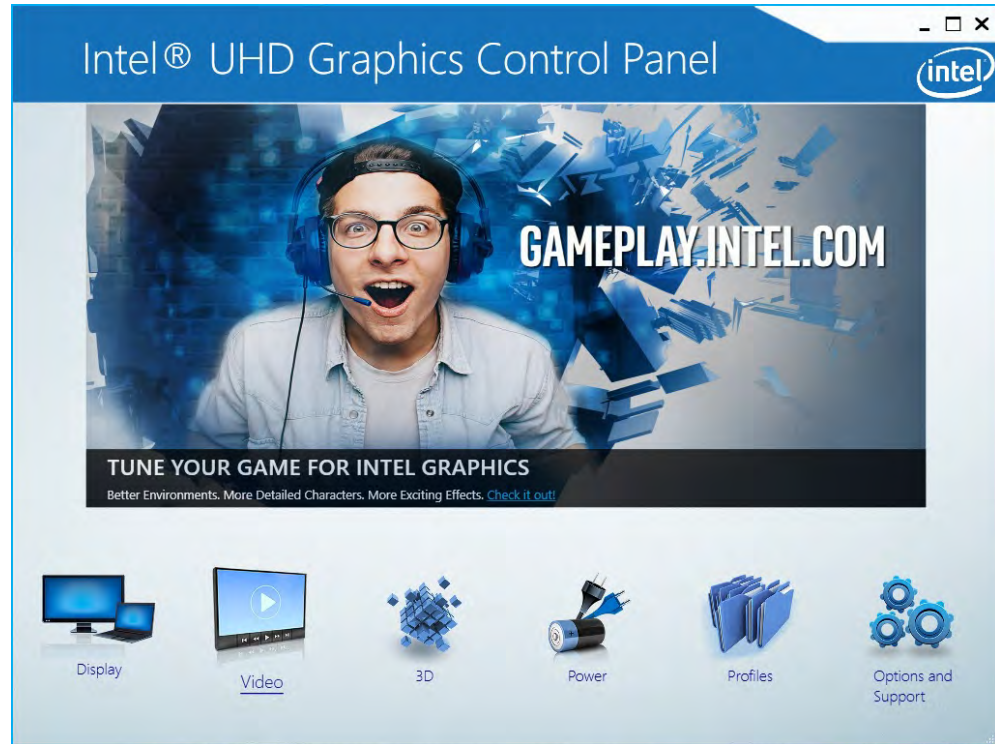 Intel® UHD Graphics Control Panel
intel
GAMEPLAY.INTEL.COM
TUNE YOUR GAME FOR INTEL GRAPHICS
Better Environments. More Detailed Characters. More Exciting Effects. Check it out!
Display
Video
3D
Power
Profiles
Options and
Support